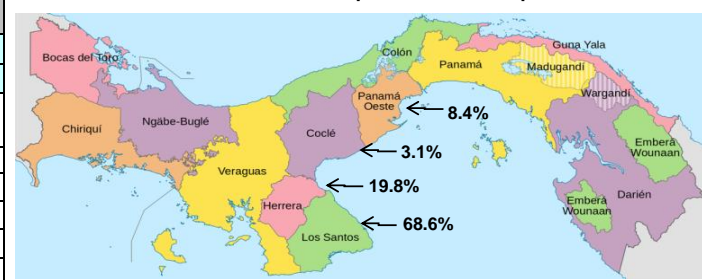 Bocas del Toro
Colón
Guna Yala
Panamá
Madugandí
Wargandí
Chiriquí
Ngäbe-Buglé
Coclé
Panamá
Oeste
8.4%
3.1%
Emberá
Wounaan
Veraguas
19.8%
Herrera
Emberá
Wounaan
Darién
68.6%
Los Santos